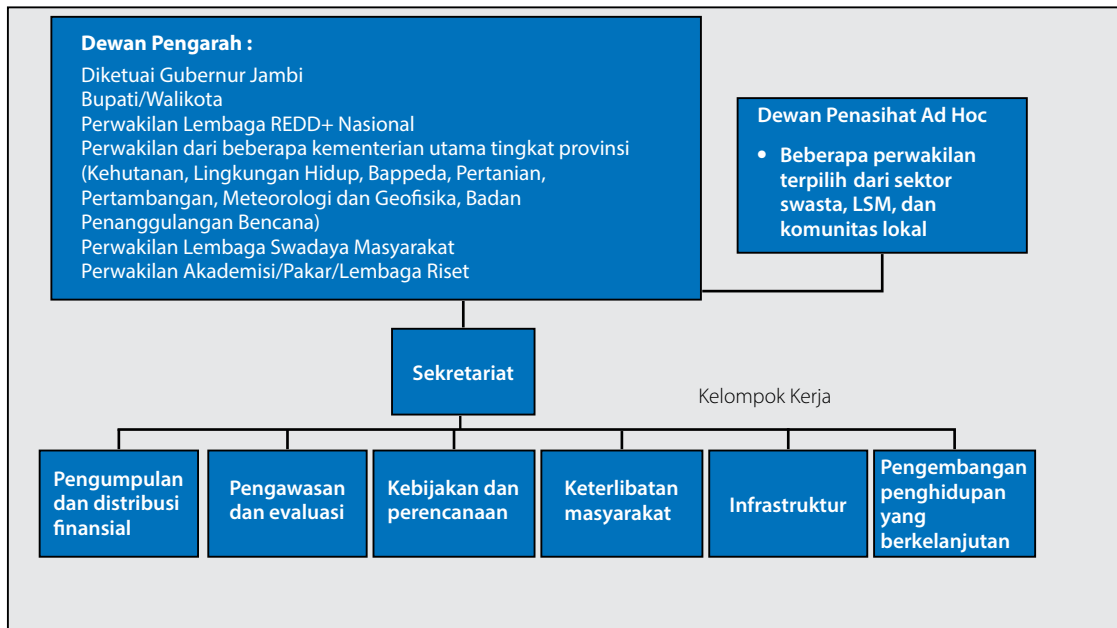 Dewan Pengarah :
Diketuai Gubernur Jambi
Bupati/Walikota
Perwakilan Lembaga REDD+ Nasional
Perwakilan dari beberapa kementerian utama tingkat provinsi
(Kehutanan, Lingkungan Hidup, Bappeda, Pertanian,
Pertambangan, Meteorologi dan Geofisika, Badan
Penanggulangan Bencana)
Perwakilan Lembaga Swadaya Masyarakat
Perwakilan Akademisi/Pakar/Lembaga Riset
Dewan Penasihat Ad Hoc
• Beberapa perwakilan
terpilih dari sektor
swasta, LSM, dan
komunitas lokal
Sekretariat
Kelompok Kerja
Pengumpulan
dan distribusi
finansial
Pengawasan
dan evaluasi
Kebijakan dan
perencanaan
Keterlibatan
masyarakat
Infrastruktur
Pengembangan
penghidupan
yang
berkelanjutan